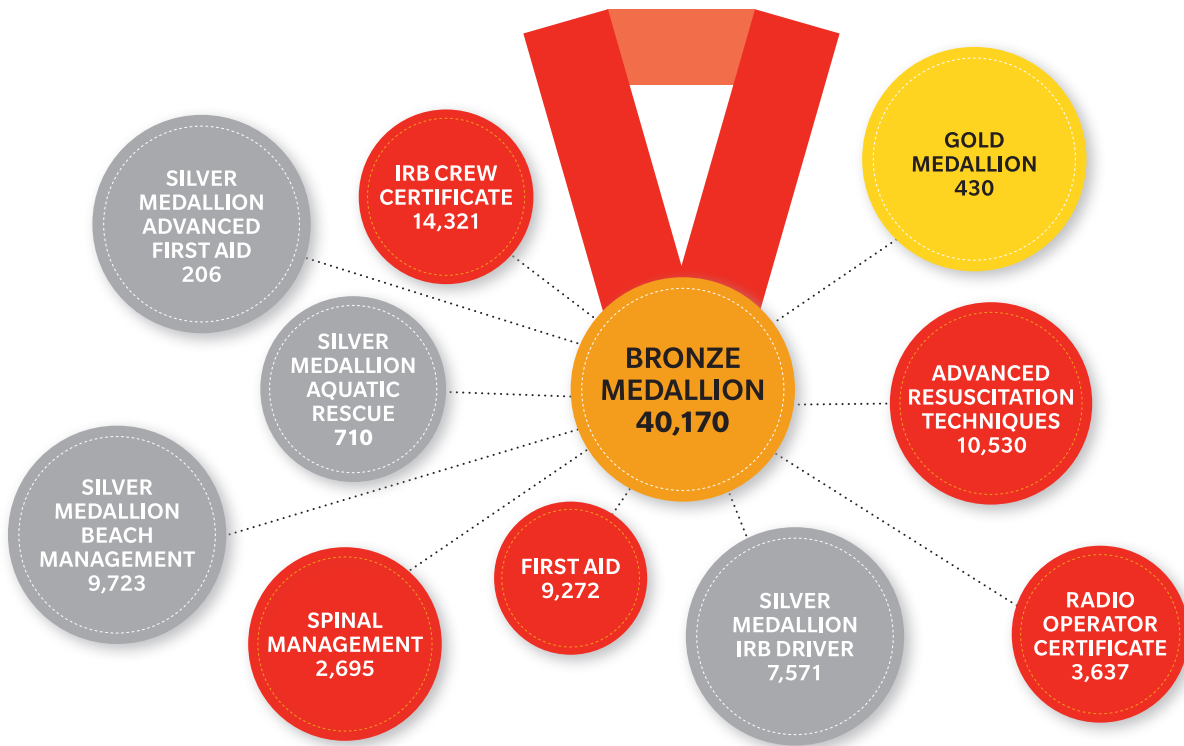 SILVER
MEDALLION
ADVANCED
FIRST AID
206
IRB CREW
CERTIFICATE
14,321
GOLD
MEDALLION
430
SILVER
MEDALLION
AQUATIC
RESCUE
710
BRONZE
MEDALLION
40,170
ADVANCED
RESUSCITATION
TECHNIQUES
10,530
SILVER
MEDALLION
BEACH
MANAGEMENT
9,723
SPINAL
MANAGEMENT
2,695
FIRST AID
9,272
SILVER
MEDALLION
IRB DRIVER
7,571
RADIO
OPERATOR
CERTIFICATE
3,637